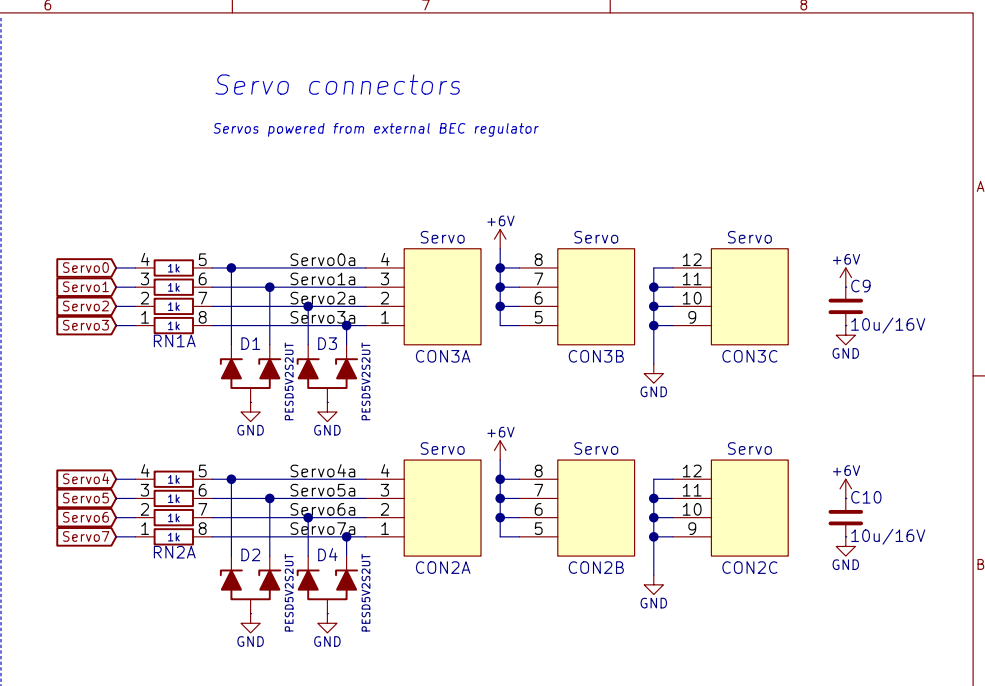 6 7 8
Servo connectors
Servos powered from external BEC regulator
A
+6V
Servo Servo Servo
+6V
Servo0 4 1k 5 Servo0a 4 8 12
Servo1 3 1k 6 Servo1a 3 7 11 C9
Servo2 2 1k 7 Servo2a 2 6 10
Servo3 1 1k 8 Servo3a 1 5 9 10u/16V
RN1A D1 D3 CON3A CON3B CON3C GND
PESD5V2S2UT PESD5V2S2UT
GND
GND GND
+6V
Servo Servo Servo
+6V
Servo4 4 1k 5 Servo4a 4 8 12
Servo5 3 1k 6 Servo5a 3 7 11 C10
Servo6 2 1k 7 Servo6a 2 6 10
Servo7 1 1k 8 Servo7a 1 5 9 10u/16V
RN2A D2 D4 CON2A CON2B CON2C GND
B
PESD5V2S2UT PESD5V2S2UT
GND
GND GND